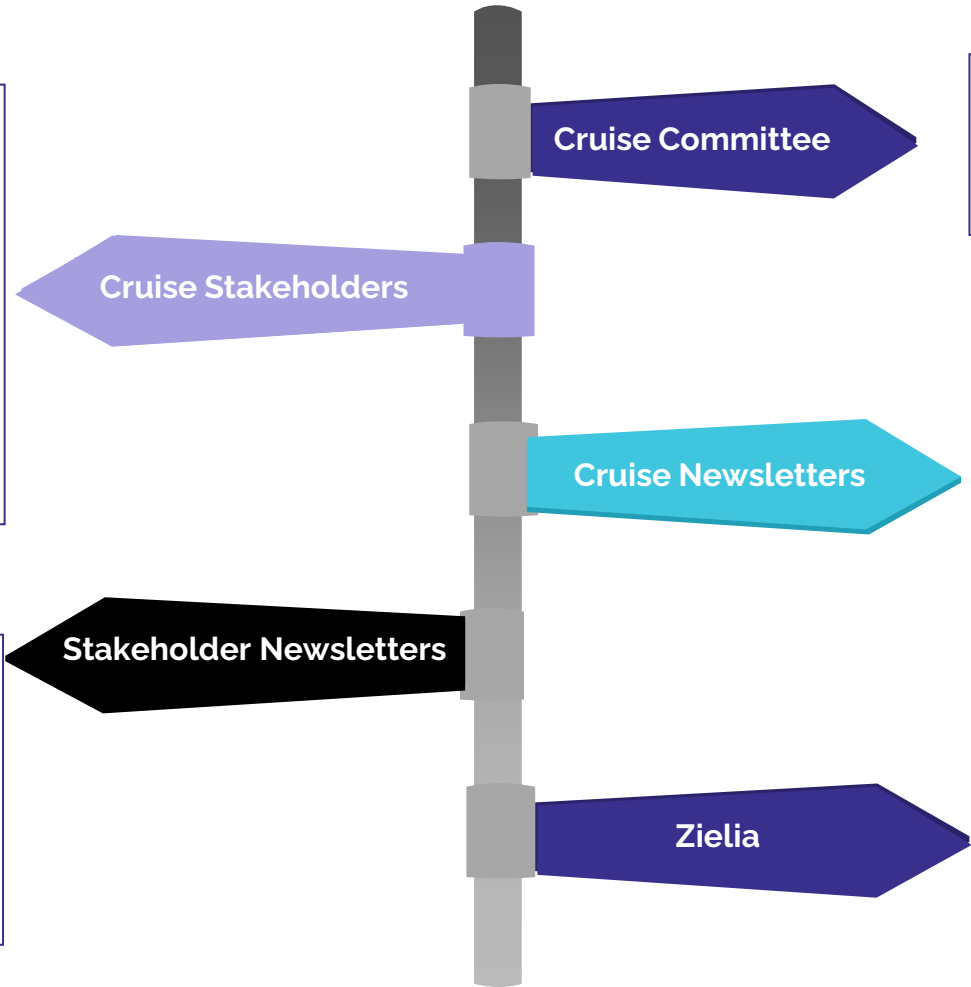 Cruise Committee
Cruise Stakeholders
Cruise Newsletters
Stakeholder Newsletters
Zielia